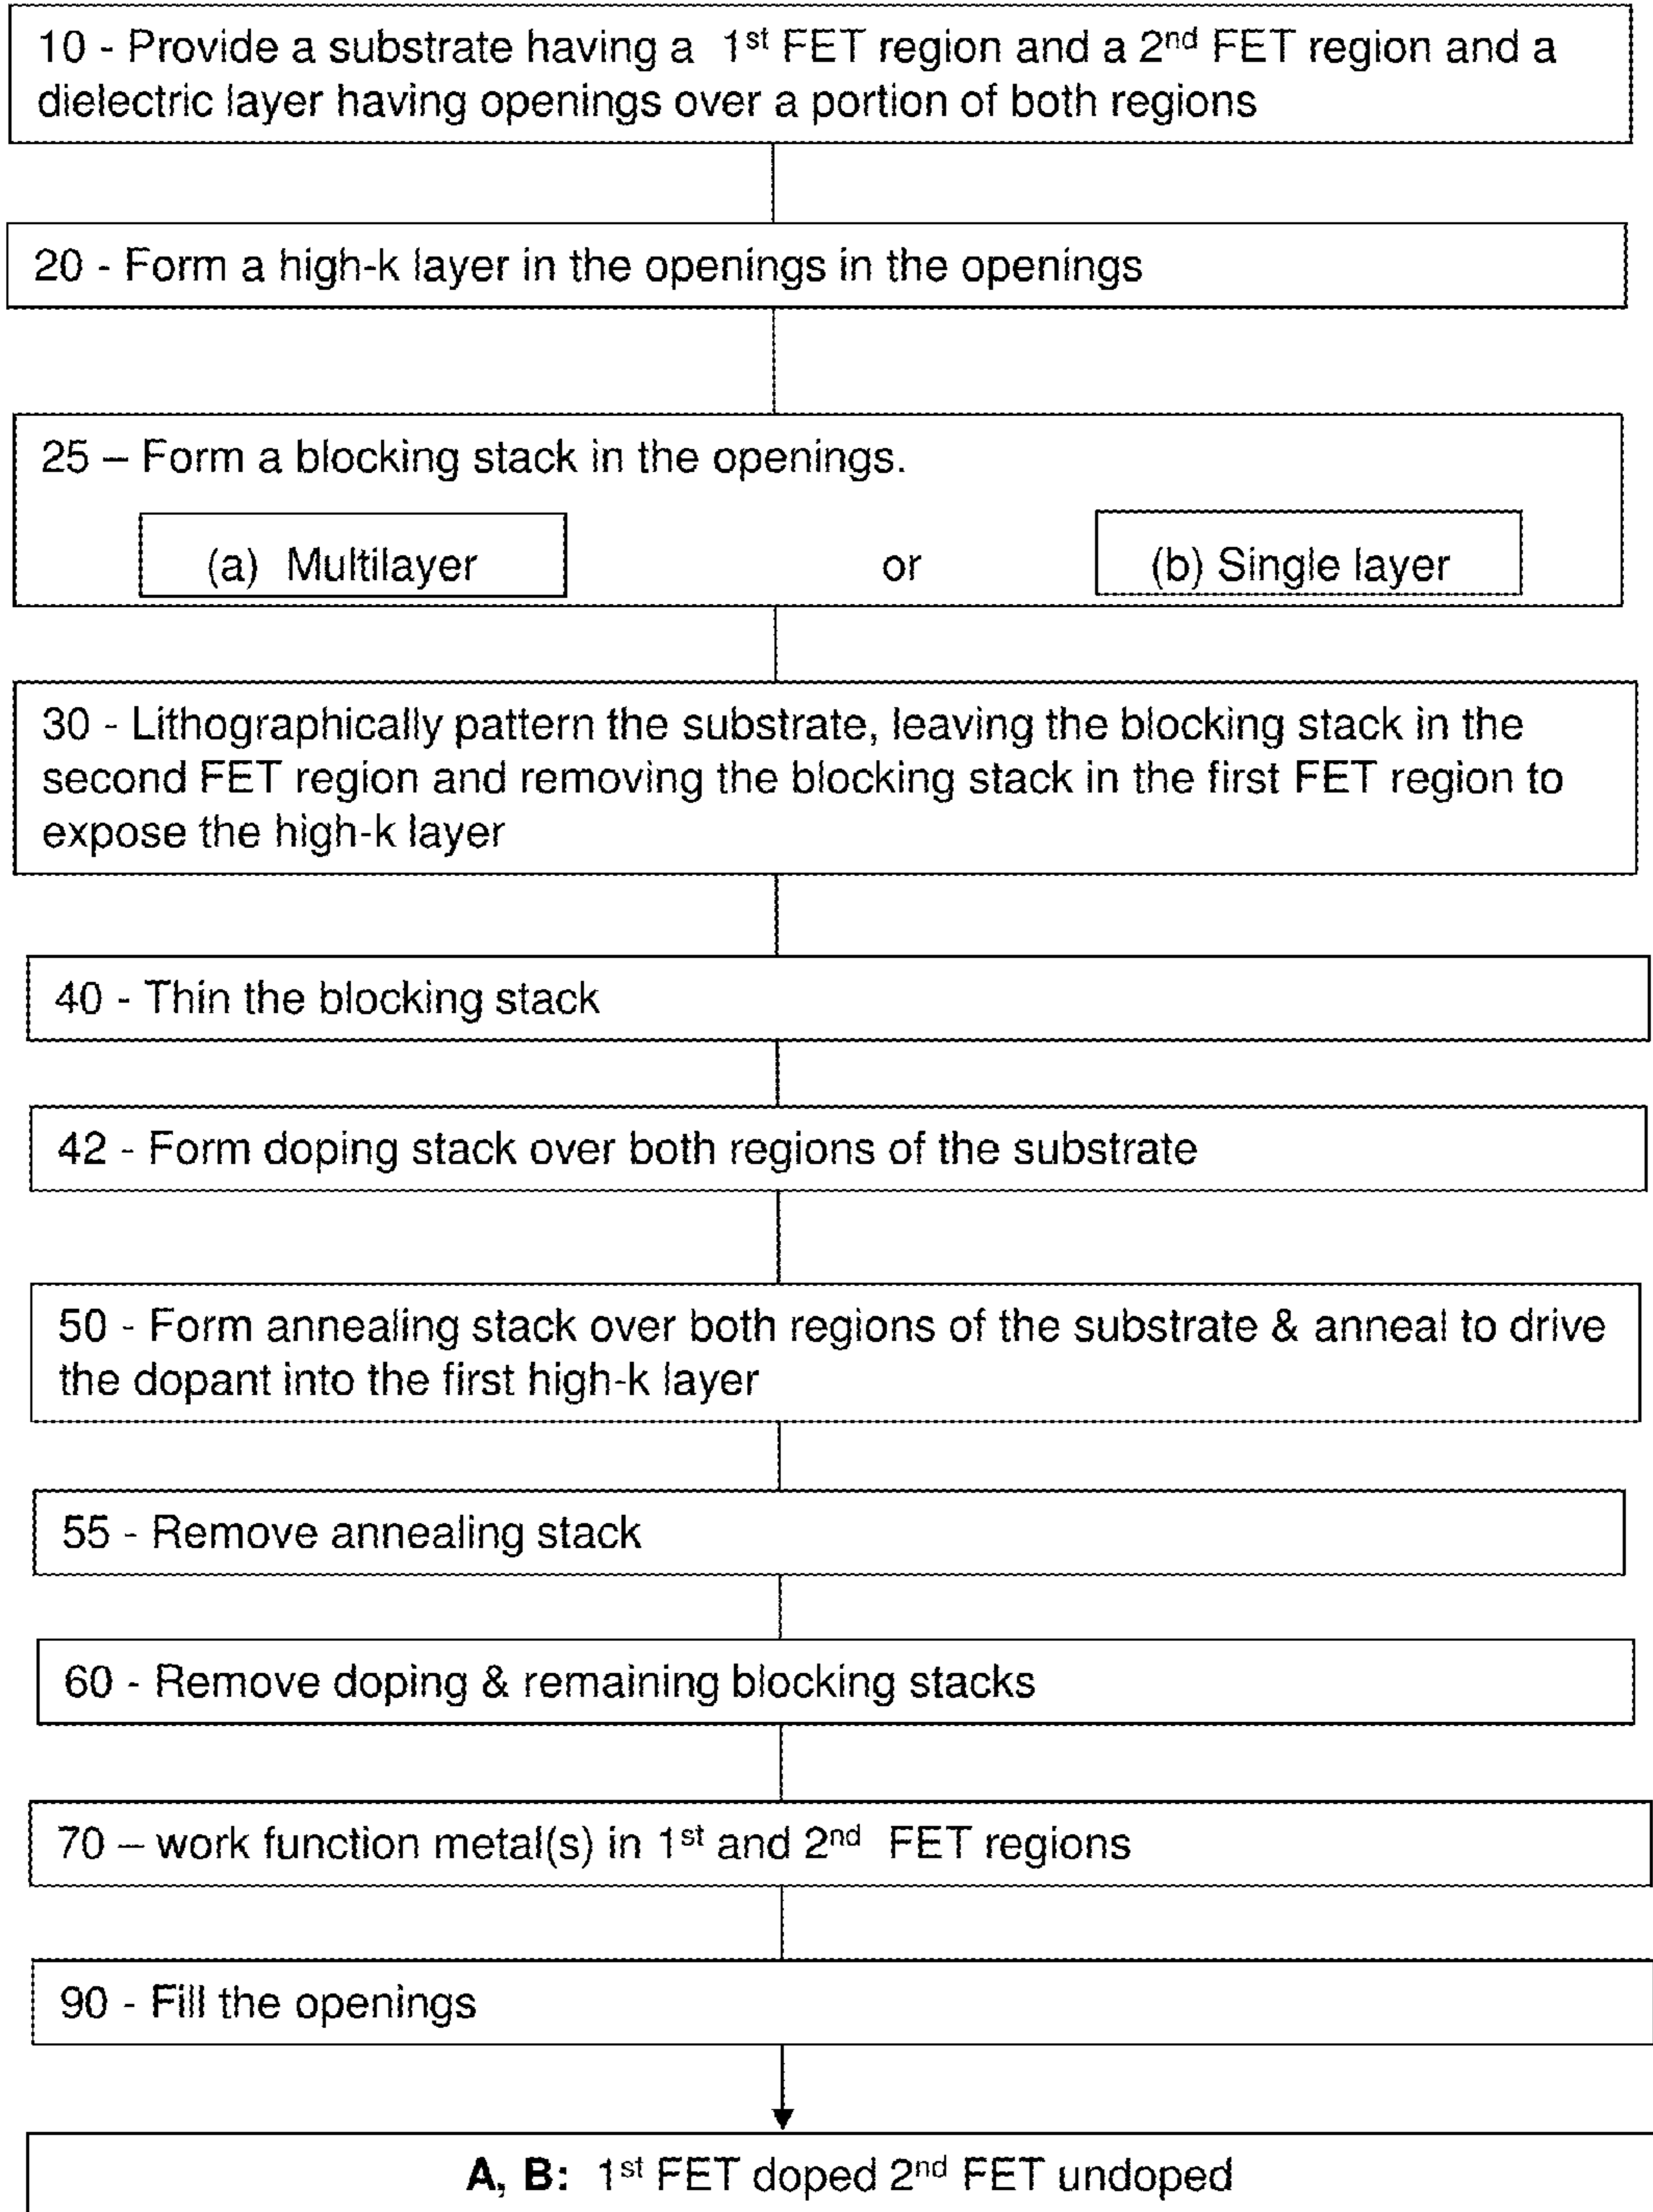 10 - Provide a substrate having a 1st FET region and a 2nd FET region and a
dielectric layer having openings over a portion of both regions
20 - Form a high-k layer in the openings in the openings
25 – Form a blocking stack in the openings.
(a) Multilayer or (b) Single layer
30 - Lithographically pattern the substrate, leaving the blocking stack in the
second FET region and removing the blocking stack in the first FET region to
expose the high-k layer
40 - Thin the blocking stack
42 - Form doping stack over both regions of the substrate
50 - Form annealing stack over both regions of the substrate & anneal to drive
the dopant into the first high-k layer
55 - Remove annealing stack
60 - Remove doping & remaining blocking stacks
70 – work function metal(s) in 1st and 2nd FET regions
90 - Fill the openings
A, B: 1st FET doped 2nd FET undoped